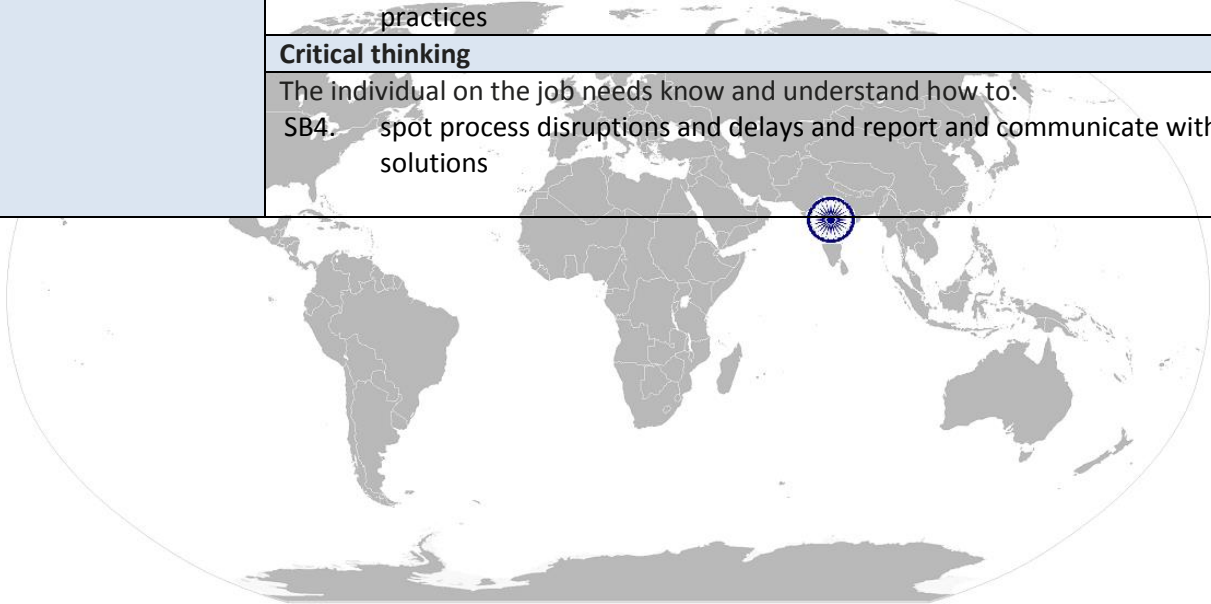 practices
Critical thinking
The individual on the job needs know and understand how to:
SB4. spot process disruptions and delays and report and communicate with
solutions